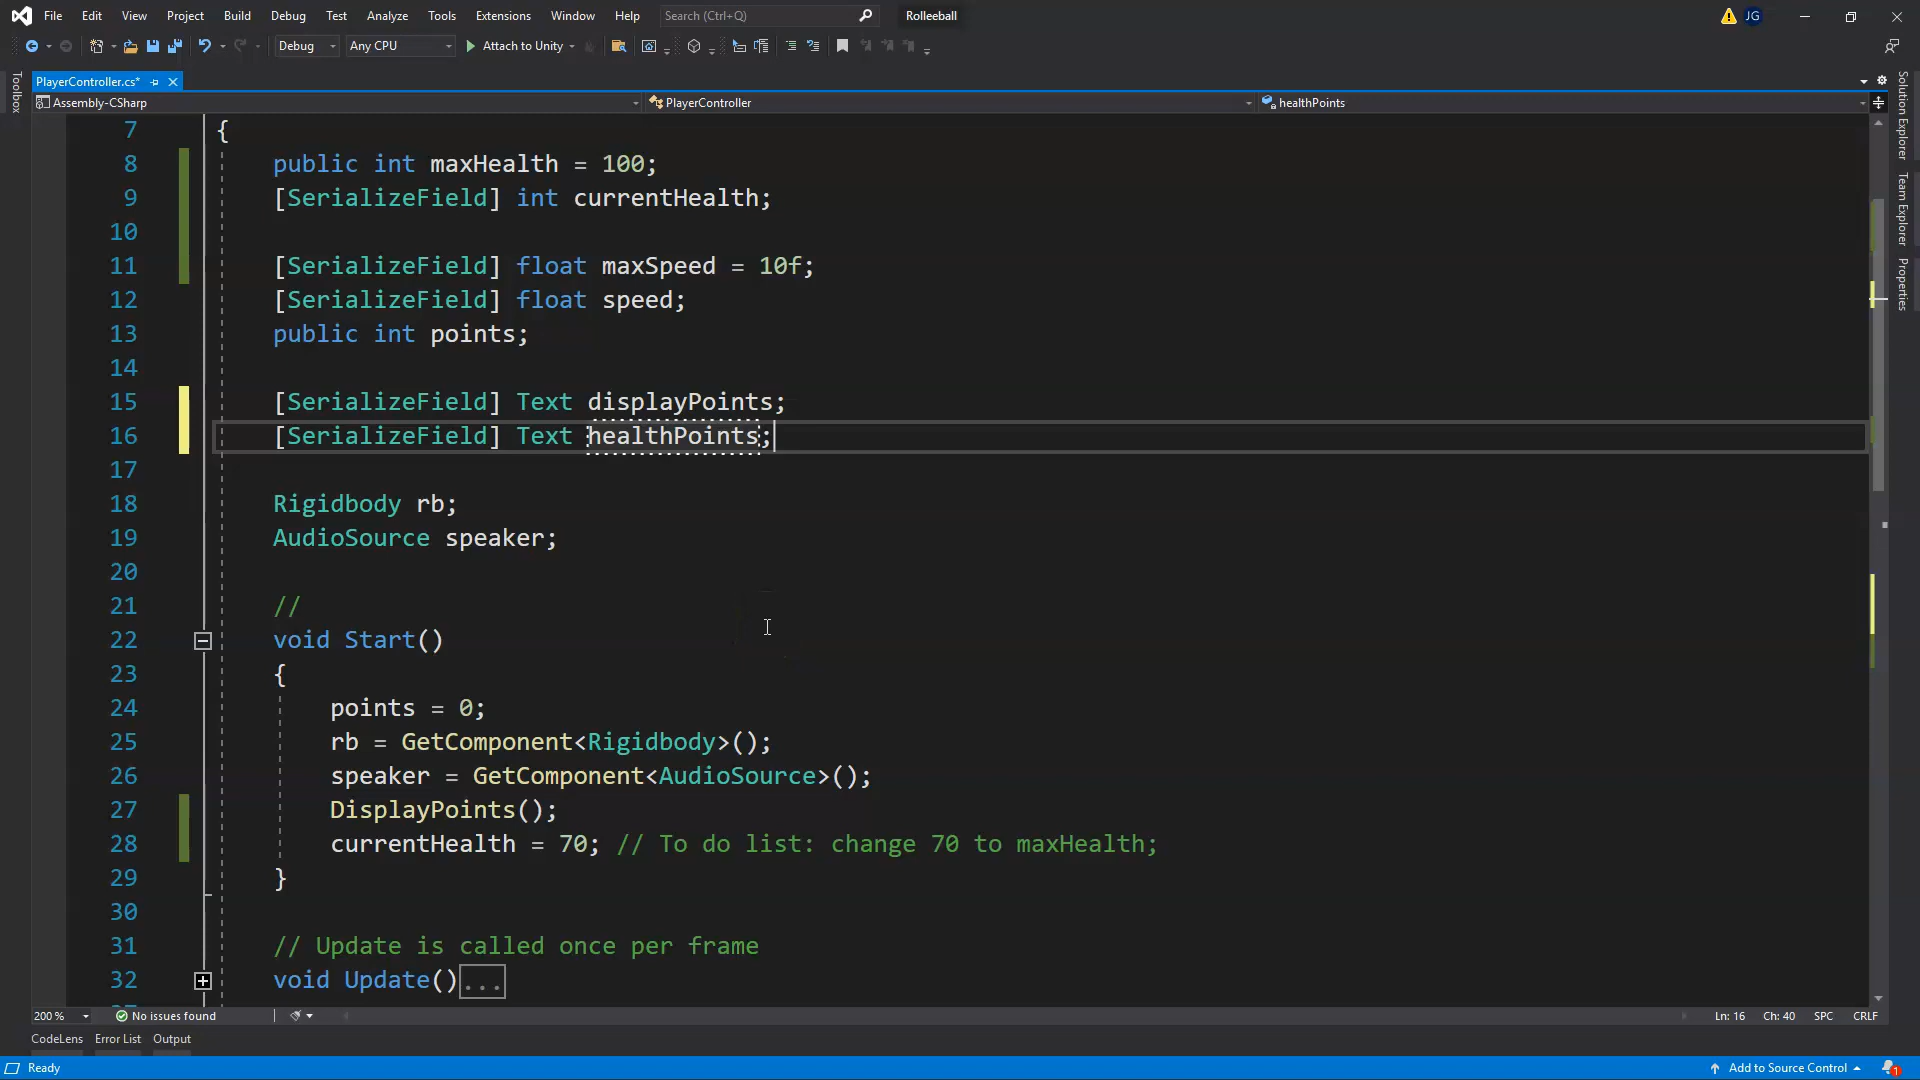 File Edit View Project Build Debug Test Analyze Tools Extensions Window Help Search (Ctrl+Q) Rolleeball JG
Debug Any CPU Attach to Unity
PlayerController.cs*
Assembly-CSharp PlayerController healthPoints
Toolbox
Solution Explorer
Team Explorer
Properties
7 {
8 public int maxHealth = 100;
9 [SerializeField] int currentHealth;
10
11 [SerializeField] float maxSpeed = 10f;
12 [SerializeField] float speed;
13 public int points;
14
15 [SerializeField] Text displayPoints;
16 [SerializeField] Text healthPoints;
17
18 Rigidbody rb;
19 AudioSource speaker;
20
21 //
22 void Start()
23 {
24 points = 0;
25 rb = GetComponent<Rigidbody>();
26 speaker = GetComponent<AudioSource>();
27 DisplayPoints();
28 currentHealth = 70; // To do list: change 70 to maxHealth;
29 }
30
31 // Update is called once per frame
32 void Update()...
200 % No issues found Ln: 16 Ch: 40 SPC CRLF
CodeLens Error List Output
Ready Add to Source Control 1